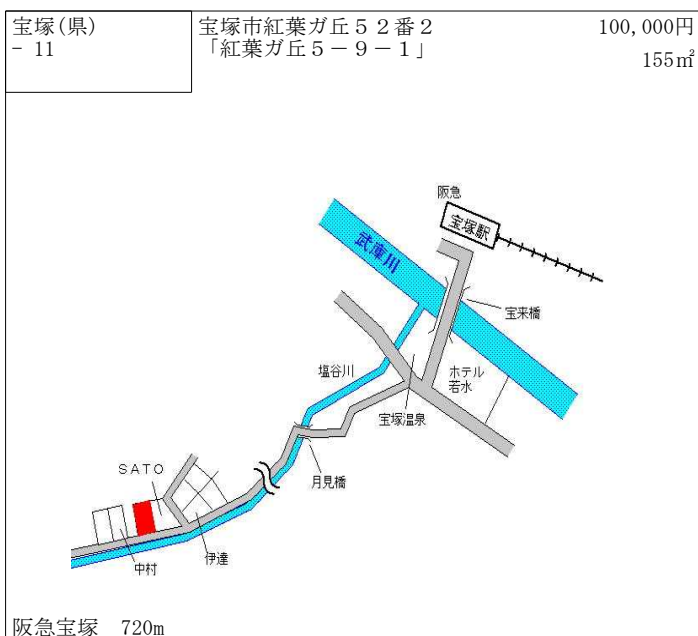 宝塚(県)
- 11
宝塚市紅葉ガ丘５２番２
「紅葉ガ丘５－９－１」
100,000円
155㎡
阪急
宝塚駅
武庫川
宝来橋
塩谷川
ホテル
若水
宝塚温泉
月見橋
ＳＡＴＯ
伊達
中村
阪急宝塚　720m